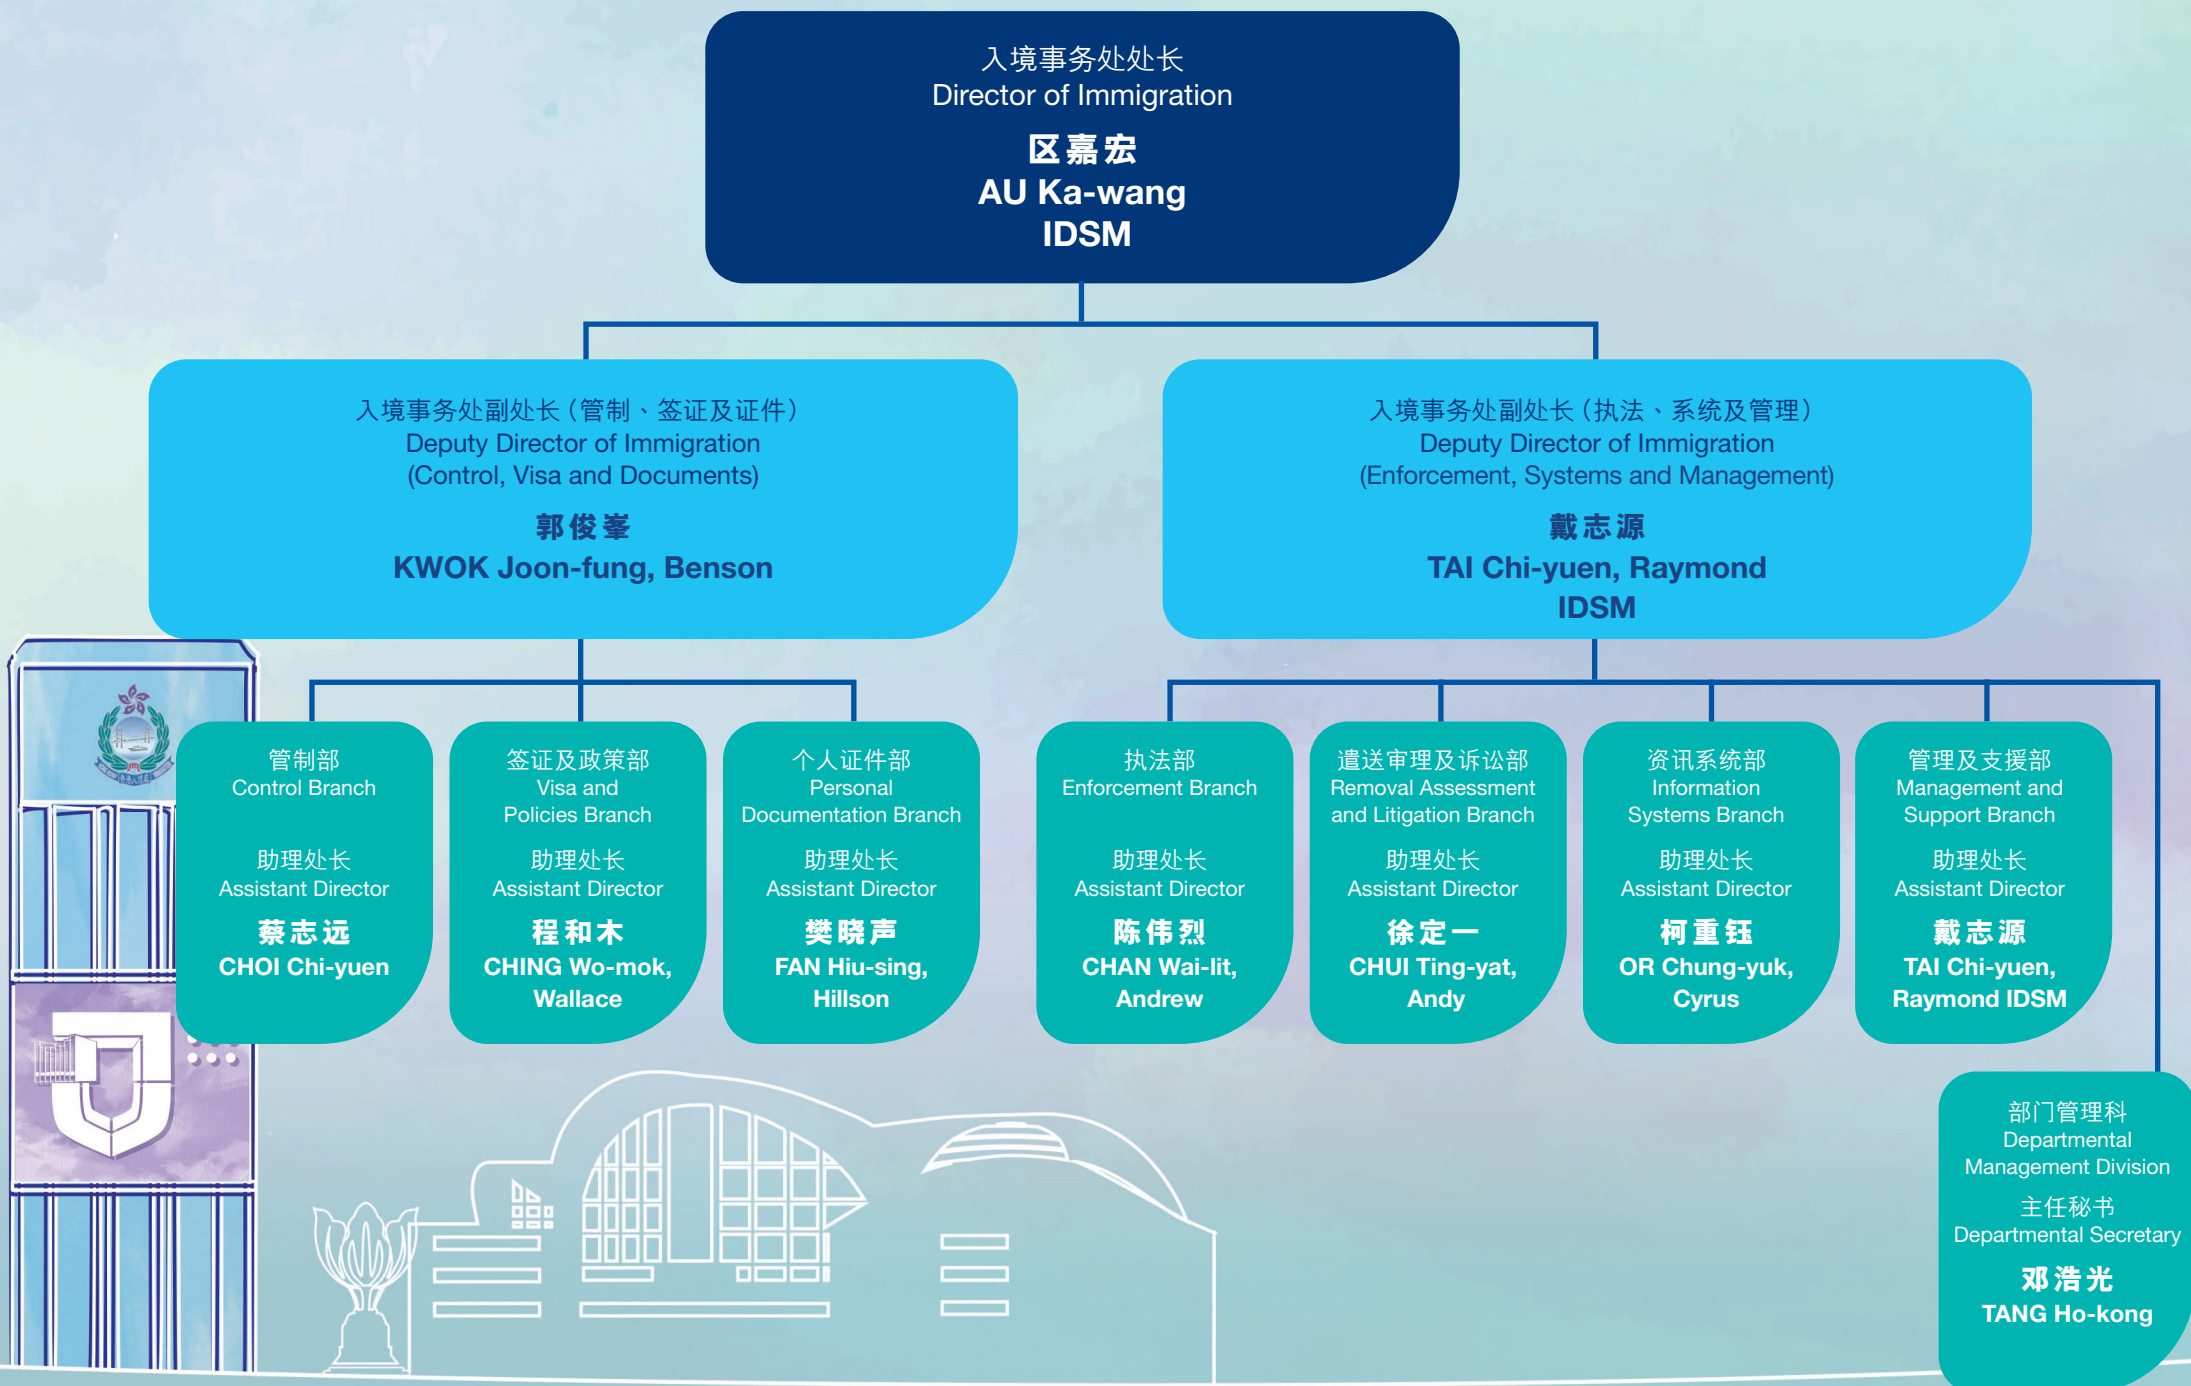 入境事务处处长
Director of Immigration
区嘉宏
AU Ka-wang
IDSM
入境事务处副处长（管制、签证及证件）
Deputy Director of Immigration
(Control, Visa and Documents)
郭俊峯
KWOK Joon-fung, Benson
入境事务处副处长（执法、系统及管理）
Deputy Director of Immigration
(Enforcement, Systems and Management)
戴志源
TAI Chi-yuen, Raymond
IDSM
管制部
Control Branch
助理处长
Assistant Director
蔡志远
CHOI Chi-yuen
签证及政策部
Visa and
Policies Branch
助理处长
Assistant Director
程和木
CHING Wo-mok,
Wallace
个人证件部
Personal
Documentation Branch
助理处长
Assistant Director
樊晓声
FAN Hiu-sing,
Hillson
执法部
Enforcement Branch
助理处长
Assistant Director
陈伟烈
CHAN Wai-lit,
Andrew
遣送审理及诉讼部
Removal Assessment
and Litigation Branch
助理处长
Assistant Director
徐定一
CHUI Ting-yat,
Andy
资讯系统部
Information
Systems Branch
助理处长
Assistant Director
柯重钰
OR Chung-yuk,
Cyrus
管理及支援部
Management and
Support Branch
助理处长
Assistant Director
戴志源
TAI Chi-yuen,
Raymond IDSM
部门管理科
Departmental
Management Division
主任秘书
Departmental Secretary
邓浩光
TANG Ho-kong